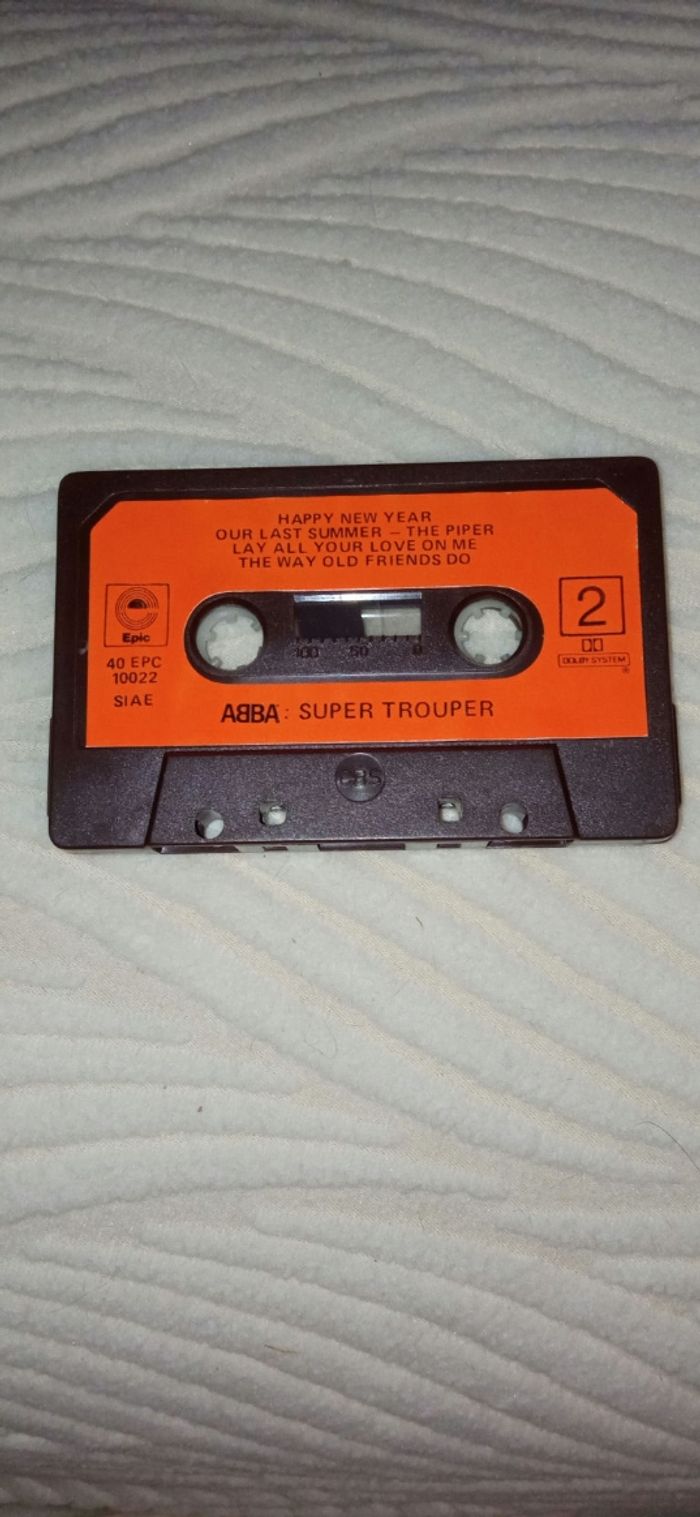 HAPPY NEW YEAR
OUR LAST SUMMER – THE PIPER
LAY ALL YOUR LOVE ON ME
THE WAY OLD FRIENDS DO
Epic
40 EPC
10022
SIAE
100 50 0
2
DOLBY SYSTEM
®
ABBA : SUPER TROUPER
CBS